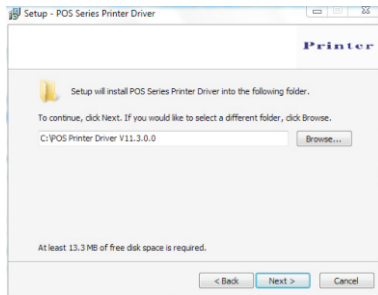 Setup - POS Series Printer Driver
Printer
Setup will install POS Series Printer Driver into the following folder.
To continue, click Next. If you would like to select a different folder, click Browse.
C:\POS Printer Driver V11.3.0.0
Browse...
At least 13.3 MB of free disk space is required.
< Back
Next >
Cancel